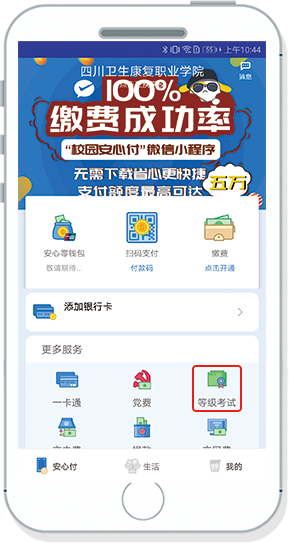 55
上午10:44
四川卫生康复职业学院
消息
100%
缴费成功率
“校园安心付”微信小程序
无需下载省心更快捷
支付额度最高可达
五万
安心零钱包
扫码支付
缴费
敬请期待...
付款码
点击开通
添加银行卡
更多服务
一卡通
党费
等级考试
安心付
生活
我的